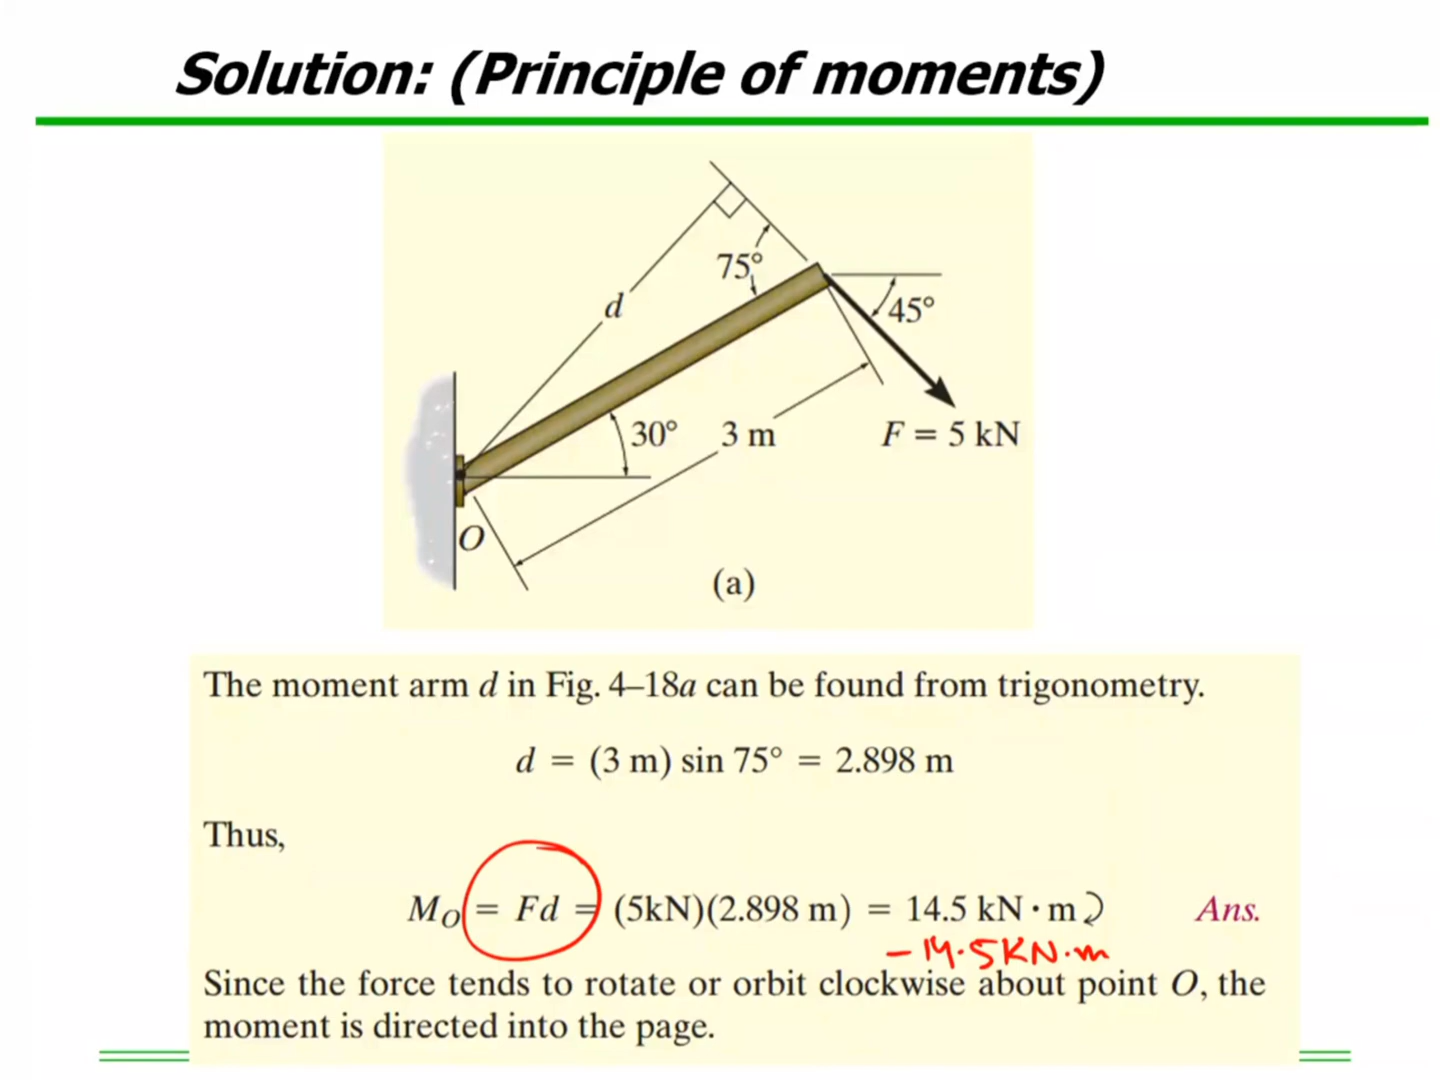 Solution: (Principle of moments)
75°
d
45°
30°
3 m
F = 5 kN
O
(a)
The moment arm d in Fig. 4–18a can be found from trigonometry.
d = (3 m) sin 75° = 2.898 m
Thus,
M_O = Fd = (5kN)(2.898 m) = 14.5 kN·m⤸ Ans.
-14.5KN.m
Since the force tends to rotate or orbit clockwise about point O, the
moment is directed into the page.